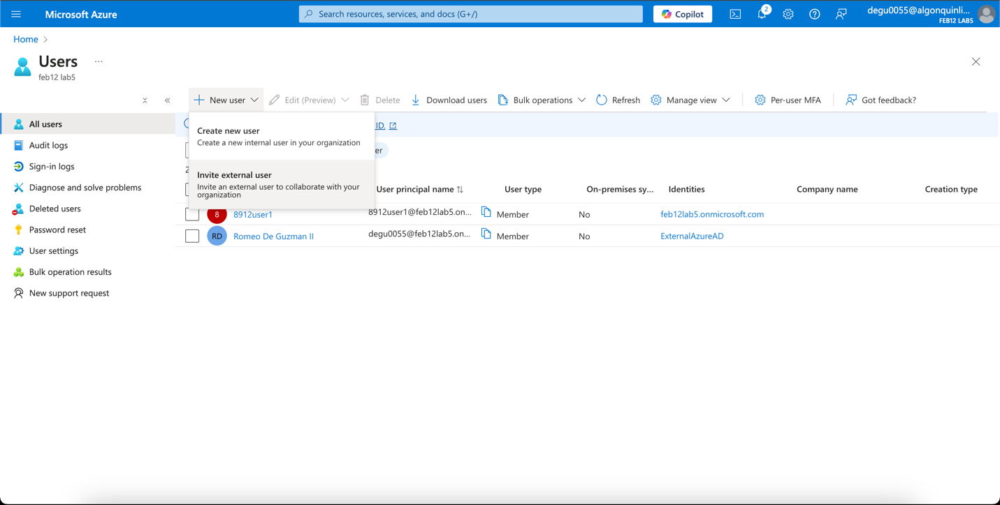 Microsoft Azure
Search resources, services, and docs (G+/)
Copilot
2
degu0055@algonquinli...
FEB12 LAB5
Home
Users
...
feb12 lab5
New user
Edit (Preview)
Delete
Download users
Bulk operations
Refresh
Manage view
Per-user MFA
Got feedback?
All users
Audit logs
Sign-in logs
Diagnose and solve problems
Deleted users
Password reset
User settings
Bulk operation results
New support request
Create new user
Create a new internal user in your organization
Invite external user
Invite an external user to collaborate with your
organization
ID.
er
2
User principal name
User type
On-premises sy...
Identities
Company name
Creation type
8 8912user1 8912user1@feb12lab5.on... Member No feb12lab5.onmicrosoft.com
RD Romeo De Guzman II degu0055@feb12lab5.on... Member No ExternalAzureAD